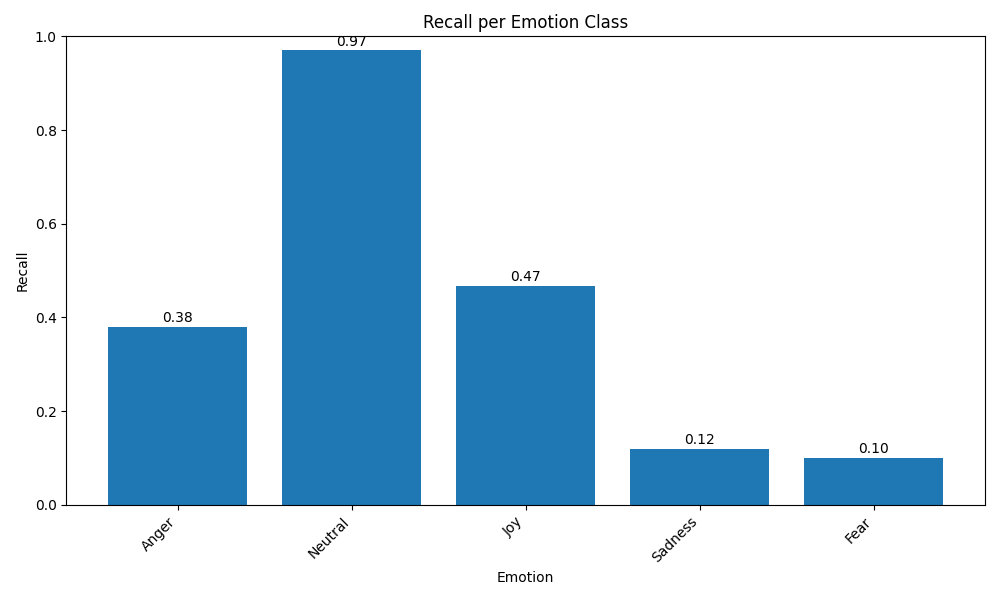 Recall per Emotion Class
1.0
0.8
0.6
0.4
0.2
0.0
Recall
0.38
0.97
0.47
0.12
0.10
Anger
Neutral
Joy
Sadness
Fear
Emotion